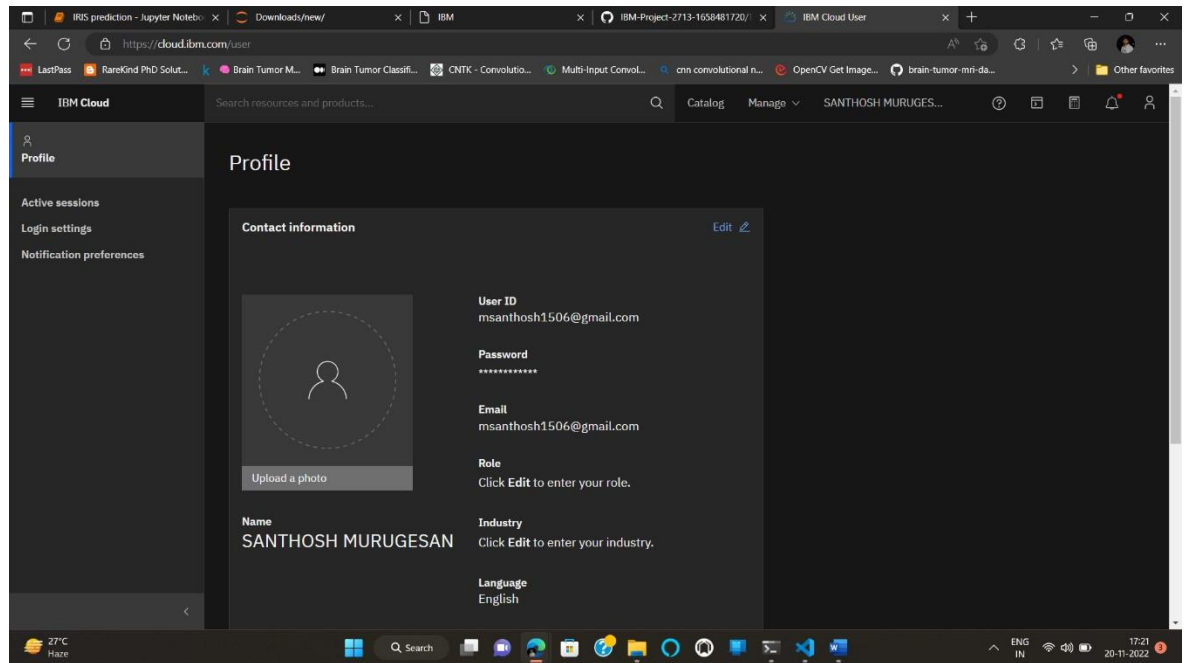 IRIS prediction - Jupyter Notebo
Downloads/new/
IBM
IBM-Project-2713-1658481720/
IBM Cloud User
https://cloud.ibm.com/user
LastPass
RareKind PhD Solut...
Brain Tumor M...
Brain Tumor Classifi...
CNTK - Convolutio...
Multi-Input Convol...
cnn convolutional n...
OpenCV Get Image...
brain-tumor-mri-da...
Other favorites
IBM Cloud
Search resources and products...
Catalog
Manage
SANTHOSH MURUGES...
Profile
Active sessions
Login settings
Notification preferences
Profile
Contact information
Edit
Upload a photo
Name
SANTHOSH MURUGESAN
User ID
msanthosh1506@gmail.com
Password
************
Email
msanthosh1506@gmail.com
Role
Click Edit to enter your role.
Industry
Click Edit to enter your industry.
Language
English
27°C
Haze
Search
ENG
IN
17:21
20-11-2022
3